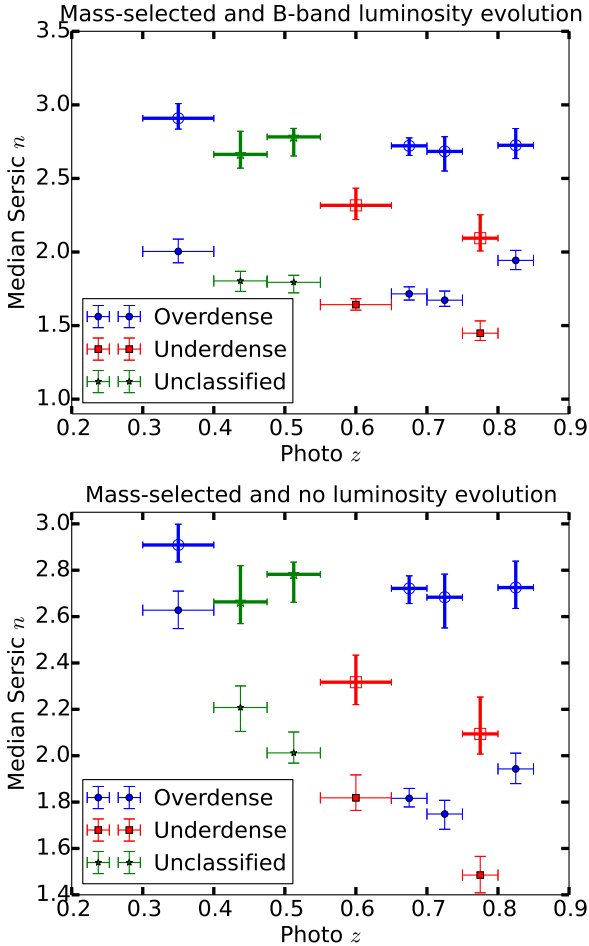 Mass-selected and B-band luminosity evolution
3.5
3.0
2.5
2.0
1.5
1.0
Median Sersic n
Overdense
Underdense
Unclassified
0.2 0.3 0.4 0.5 0.6 0.7 0.8 0.9
Photo z
Mass-selected and no luminosity evolution
3.0
2.8
2.6
2.4
2.2
2.0
1.8
1.6
1.4
Median Sersic n
Overdense
Underdense
Unclassified
0.2 0.3 0.4 0.5 0.6 0.7 0.8 0.9
Photo z